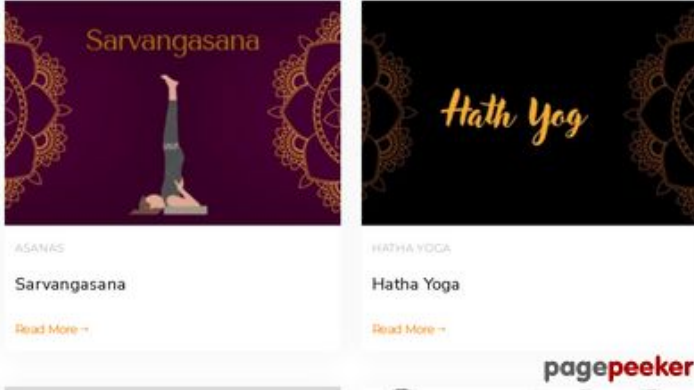 Sarvangasana
Hath Yog
ASANAS
HATHA YOGA
Sarvangasana
Hatha Yoga
Read More →
Read More →
pagepeeker